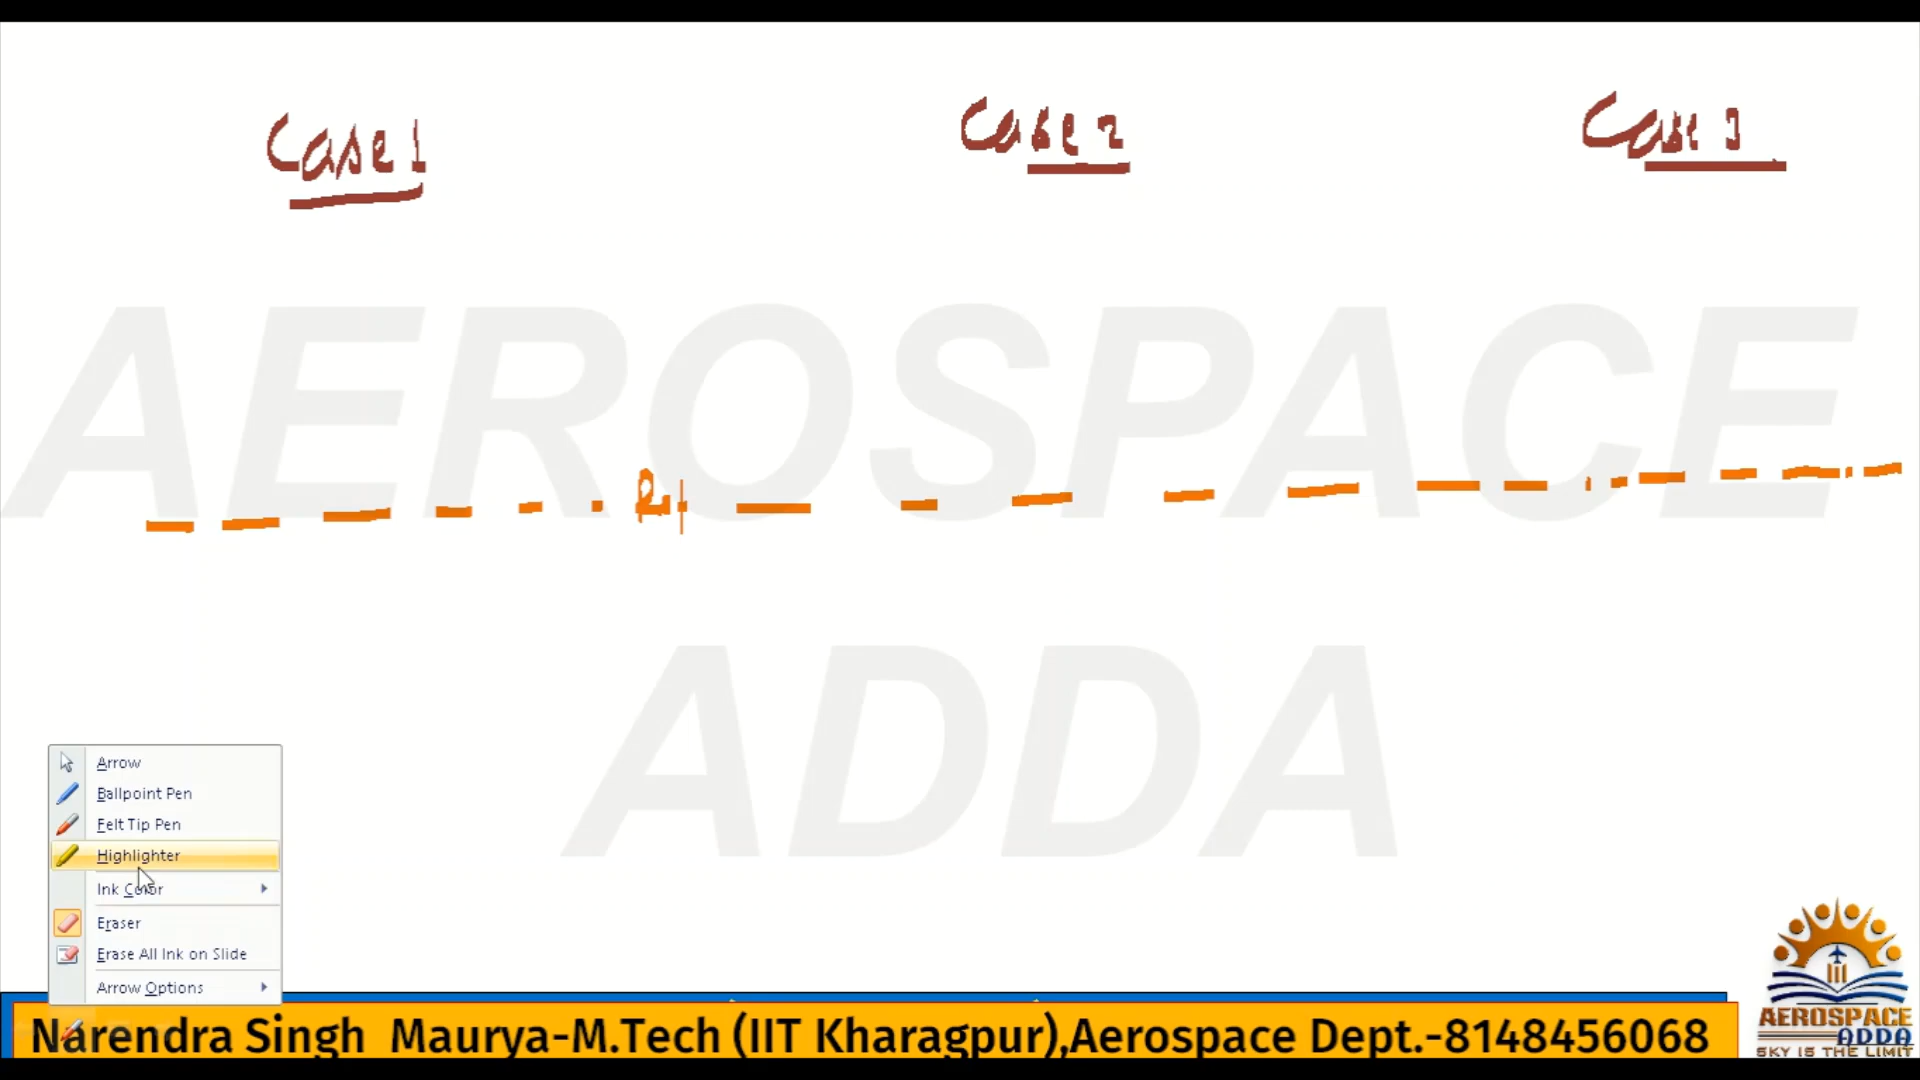 Case 1
Case 2
Case 3
AEROSPACE
ADDA
Arrow
Ballpoint Pen
Felt Tip Pen
Highlighter
Ink Color
Eraser
Erase All Ink on Slide
Arrow Options
Narendra Singh Maurya-M.Tech (IIT Kharagpur),Aerospace Dept.-8148456068
AEROSPACE
ADDA
SKY IS THE LIMIT